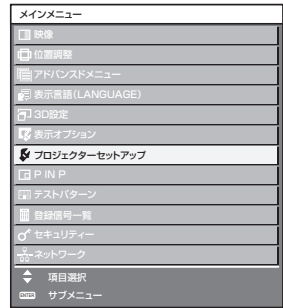 メインメニュー
映像
位置調整
アドバンスドメニュー
表示言語(LANGUAGE)
3D設定
表示オプション
プロジェクターセットアップ
P IN P
テストパターン
登録信号一覧
セキュリティー
ネットワーク
項目選択
ENTER サブメニュー